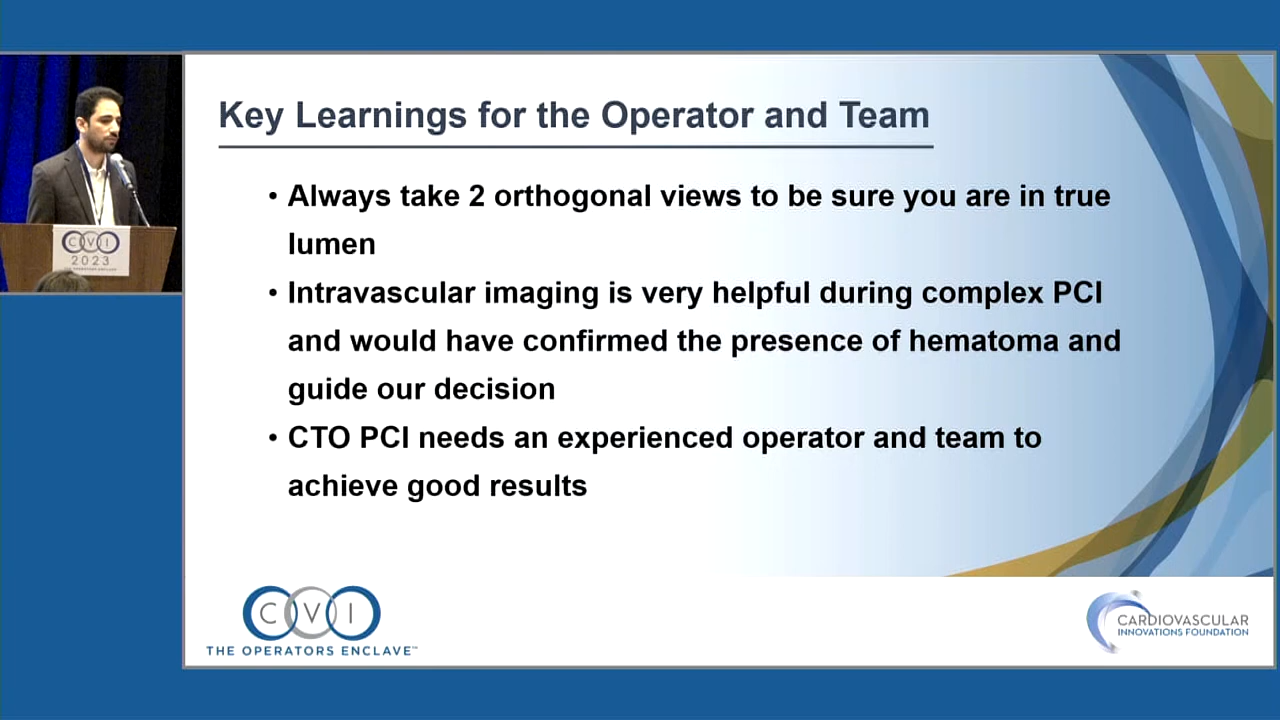 Key Learnings for the Operator and Team
• Always take 2 orthogonal views to be sure you are in true
lumen
• Intravascular imaging is very helpful during complex PCI
and would have confirmed the presence of hematoma and
guide our decision
• CTO PCI needs an experienced operator and team to
achieve good results
CVI
2023
THE OPERATORS ENCLAVE
CVI
THE OPERATORS ENCLAVE™
CARDIOVASCULAR
INNOVATIONS FOUNDATION